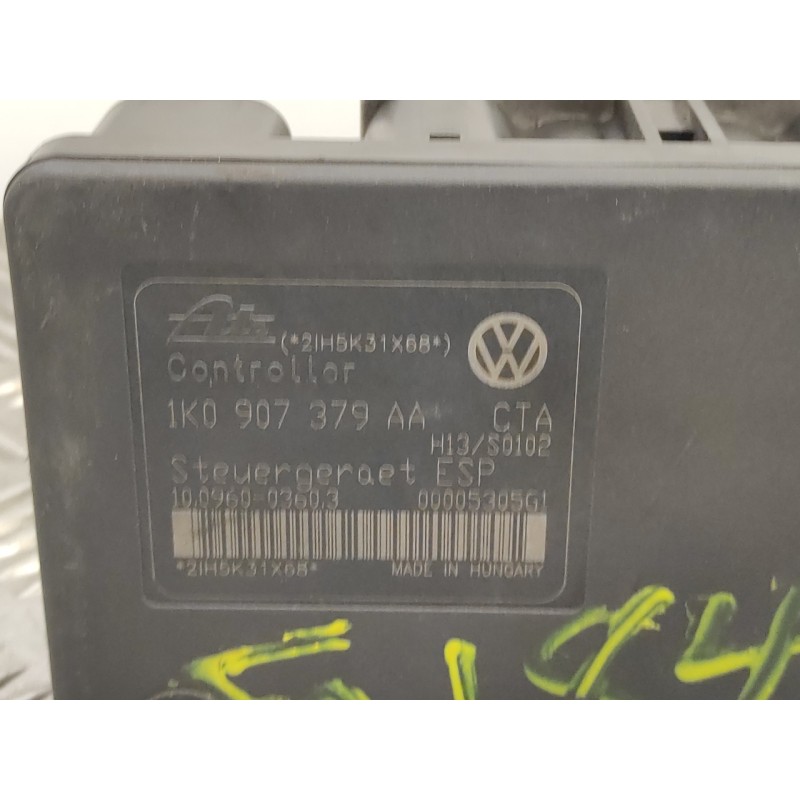 Ate (*2IH5K31X68*)
Controller
1K0 907 379 AA CTA
H13/S0102
Steuergeraet ESP
10.0960-0360.3 00005305G1
*2IH5K31X68* MADE IN HUNGARY